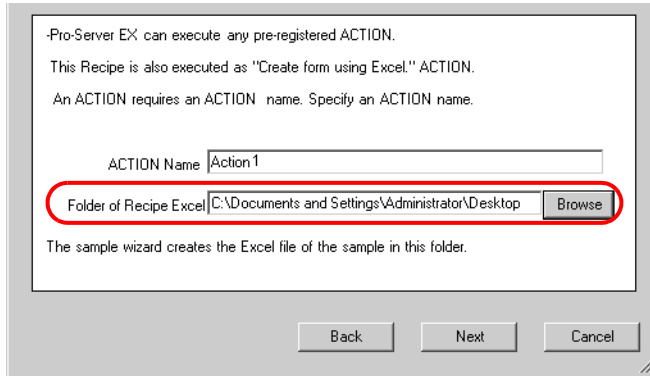 -Pro-Server EX can execute any pre-registered ACTION.
This Recipe is also executed as "Create form using Excel." ACTION.
An ACTION requires an ACTION name. Specify an ACTION name.
ACTION Name Action1
Folder of Recipe Excel C:\Documents and Settings\Administrator\Desktop Browse
The sample wizard creates the Excel file of the sample in this folder.
Back Next Cancel